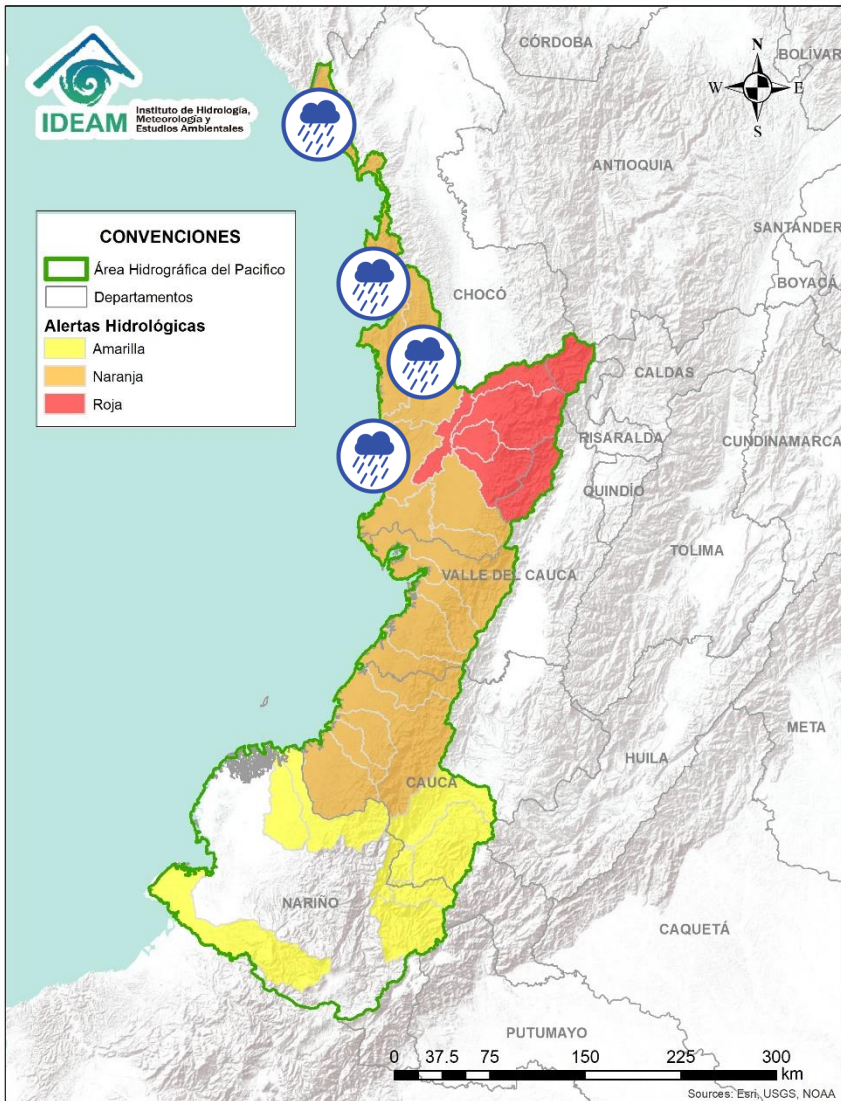 IDEAM
Instituto de Hidrología,
Meteorología y
Estudios Ambientales
CÓRDOBA
BOLÍVAR
N
W
E
S
ANTIOQUIA
SANTANDER
BOYACÁ
CONVENCIONES
Área Hidrográfica del Pacifico
Departamentos
Alertas Hidrológicas
Amarilla
Naranja
Roja
CHOCÓ
CALDAS
RISARALDA
CUNDINAMARCA
QUINDÍO
TOLIMA
VALLE DEL CAUCA
META
HUILA
CAUCA
NARIÑO
CAQUETÁ
PUTUMAYO
0 37.5 75 150 225 300
km
Sources: Esri, USGS, NOAA